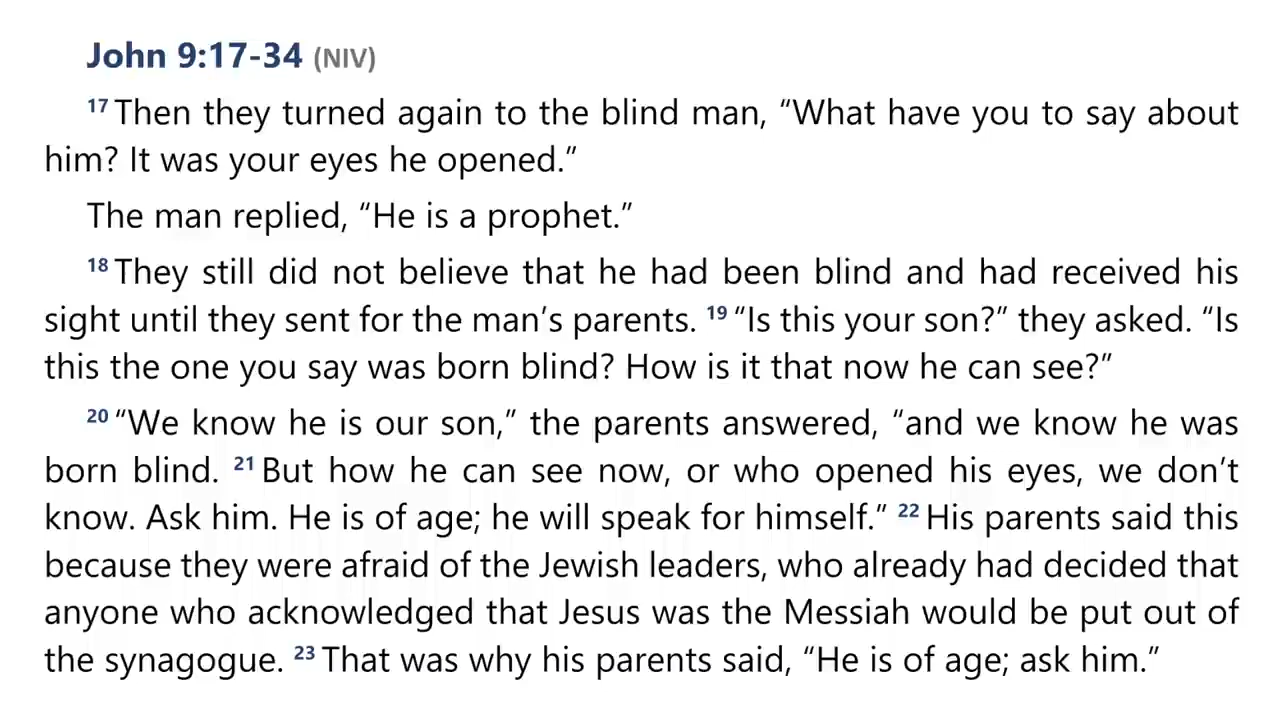 John 9:17-34 (NIV)
17 Then they turned again to the blind man, “What have you to say about
him? It was your eyes he opened.”
The man replied, “He is a prophet.”
18 They still did not believe that he had been blind and had received his
sight until they sent for the man’s parents. 19 “Is this your son?” they asked. “Is
this the one you say was born blind? How is it that now he can see?”
20 “We know he is our son,” the parents answered, “and we know he was
born blind. 21 But how he can see now, or who opened his eyes, we don’t
know. Ask him. He is of age; he will speak for himself.” 22 His parents said this
because they were afraid of the Jewish leaders, who already had decided that
anyone who acknowledged that Jesus was the Messiah would be put out of
the synagogue. 23 That was why his parents said, “He is of age; ask him.”